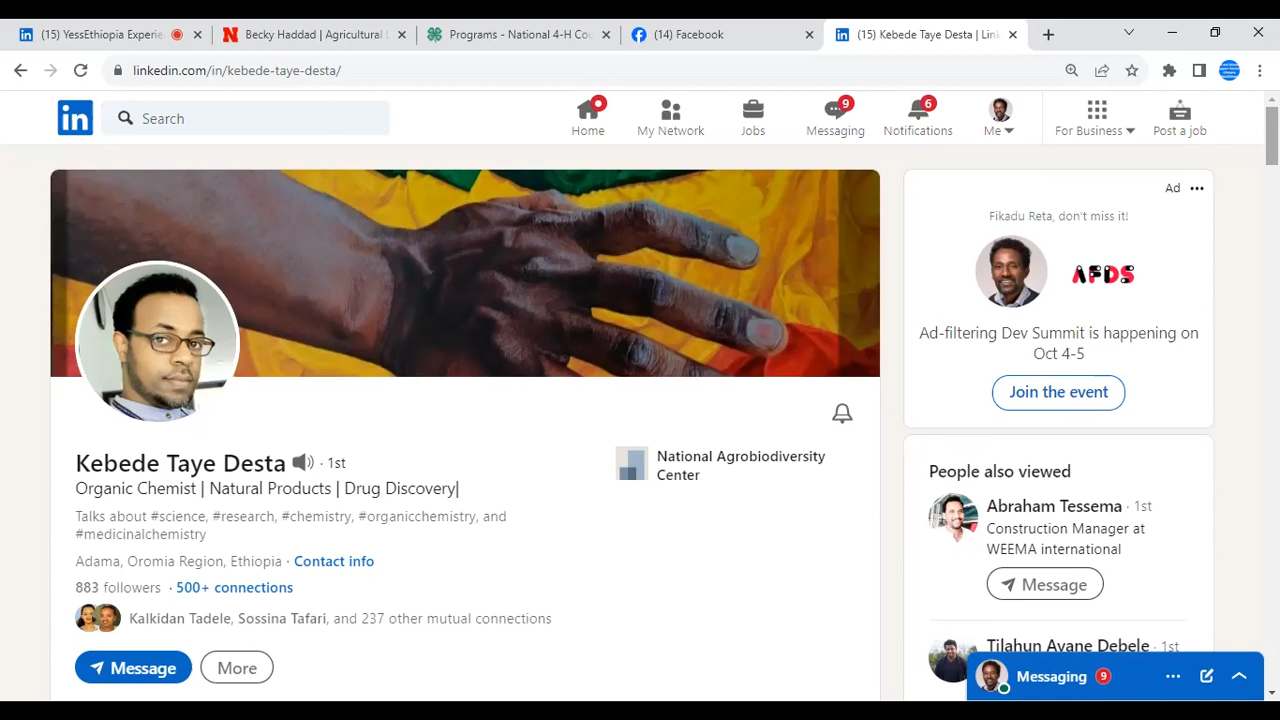 (15) YessEthiopia Experie
Becky Haddad | Agricultural L
Programs - National 4-H Cou
(14) Facebook
(15) Kebede Taye Desta | Link
linkedin.com/in/kebede-taye-desta/
in
Search
Home
My Network
Jobs
9
Messaging
6
Notifications
Me
For Business
Post a job
Ad
Fikadu Reta, don't miss it!
AFDS
Ad-filtering Dev Summit is happening on
Oct 4-5
Join the event
Kebede Taye Desta · 1st
Organic Chemist | Natural Products | Drug Discovery|
Talks about #science, #research, #chemistry, #organicchemistry, and
#medicinalchemistry
Adama, Oromia Region, Ethiopia · Contact info
883 followers · 500+ connections
Kalkidan Tadele, Sossina Tafari, and 237 other mutual connections
Message
More
National Agrobiodiversity
Center
People also viewed
Abraham Tessema · 1st
Construction Manager at
WEEMA international
Message
Tilahun Ayane Debele · 1st
Messaging 9